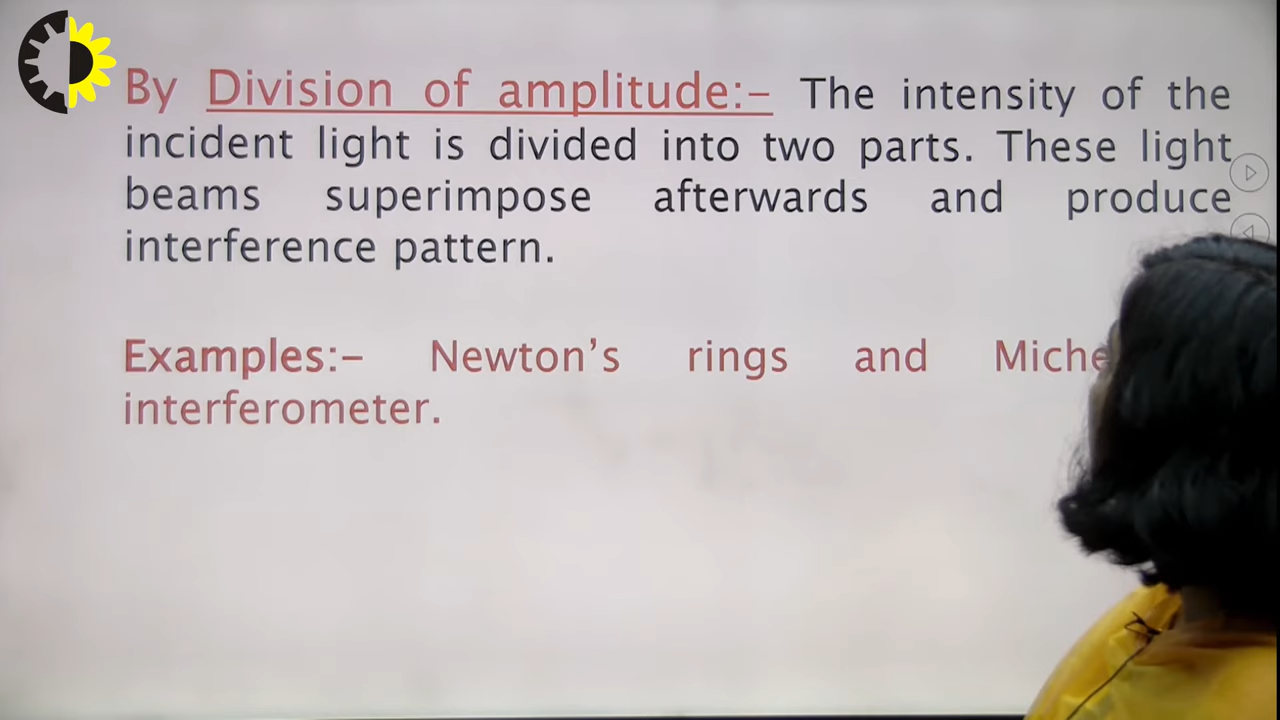 By Division of amplitude:– The intensity of the
incident light is divided into two parts. These light
beams superimpose afterwards and produce
interference pattern.
Examples:– Newton’s rings and
interferometer.